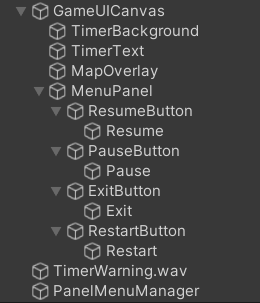 GameUICanvas
TimerBackground
TimerText
MapOverlay
MenuPanel
ResumeButton
Resume
PauseButton
Pause
ExitButton
Exit
RestartButton
Restart
TimerWarning.wav
PanelMenuManager